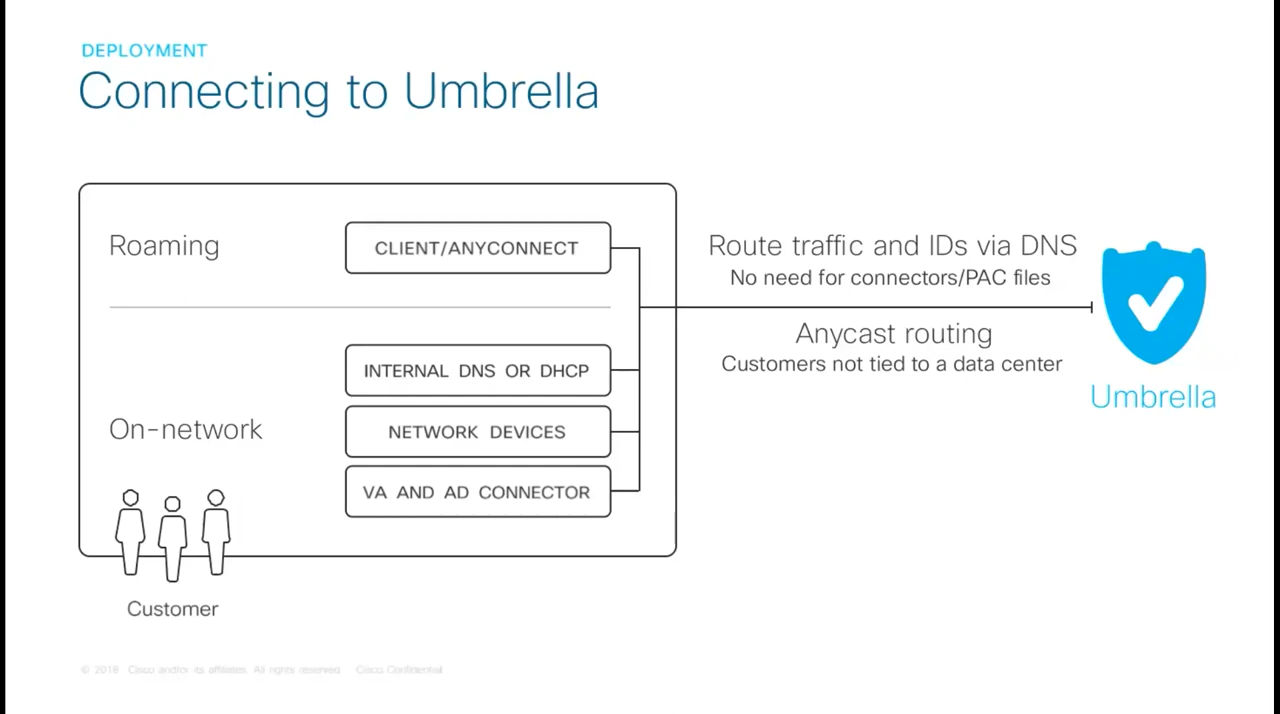 DEPLOYMENT
Connecting to Umbrella
Roaming
CLIENT/ANYCONNECT
Route traffic and IDs via DNS
No need for connectors/PAC files
Anycast routing
Customers not tied to a data center
Umbrella
INTERNAL DNS OR DHCP
On-network
NETWORK DEVICES
VA AND AD CONNECTOR
Customer
© 2018 Cisco and/or its affiliates. All rights reserved. Cisco Confidential